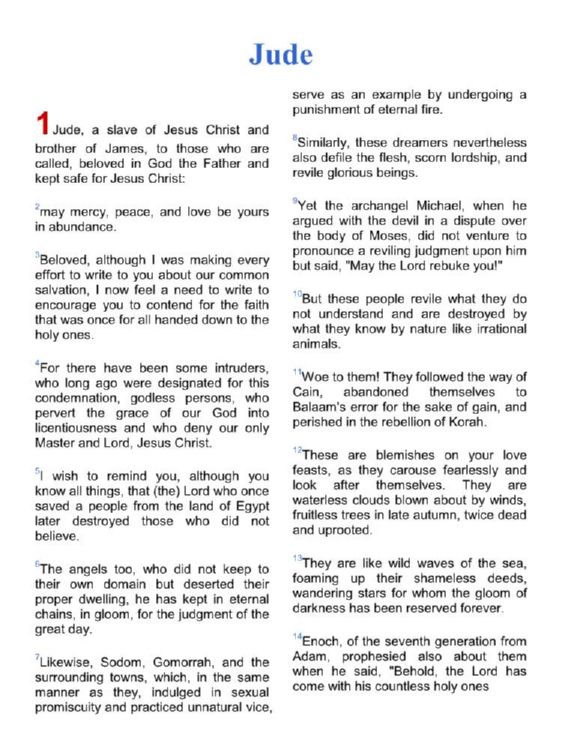 Jude
1 Jude, a slave of Jesus Christ and
brother of James, to those who are
called, beloved in God the Father and
kept safe for Jesus Christ:
2 may mercy, peace, and love be yours
in abundance.
3 Beloved, although I was making every
effort to write to you about our common
salvation, I now feel a need to write to
encourage you to contend for the faith
that was once for all handed down to the
holy ones.
4 For there have been some intruders,
who long ago were designated for this
condemnation, godless persons, who
pervert the grace of our God into
licentiousness and who deny our only
Master and Lord, Jesus Christ.
5 I wish to remind you, although you
know all things, that (the) Lord who once
saved a people from the land of Egypt
later destroyed those who did not
believe.
6 The angels too, who did not keep to
their own domain but deserted their
proper dwelling, he has kept in eternal
chains, in gloom, for the judgment of the
great day.
7 Likewise, Sodom, Gomorrah, and the
surrounding towns, which, in the same
manner as they, indulged in sexual
promiscuity and practiced unnatural vice,
serve as an example by undergoing a
punishment of eternal fire.
8 Similarly, these dreamers nevertheless
also defile the flesh, scorn lordship, and
revile glorious beings.
9 Yet the archangel Michael, when he
argued with the devil in a dispute over
the body of Moses, did not venture to
pronounce a reviling judgment upon him
but said, "May the Lord rebuke you!"
10 But these people revile what they do
not understand and are destroyed by
what they know by nature like irrational
animals.
11 Woe to them! They followed the way of
Cain, abandoned themselves to
Balaam's error for the sake of gain, and
perished in the rebellion of Korah.
12 These are blemishes on your love
feasts, as they carouse fearlessly and
look after themselves. They are
waterless clouds blown about by winds,
fruitless trees in late autumn, twice dead
and uprooted.
13 They are like wild waves of the sea,
foaming up their shameless deeds,
wandering stars for whom the gloom of
darkness has been reserved forever.
14 Enoch, of the seventh generation from
Adam, prophesied also about them
when he said, "Behold, the Lord has
come with his countless holy ones